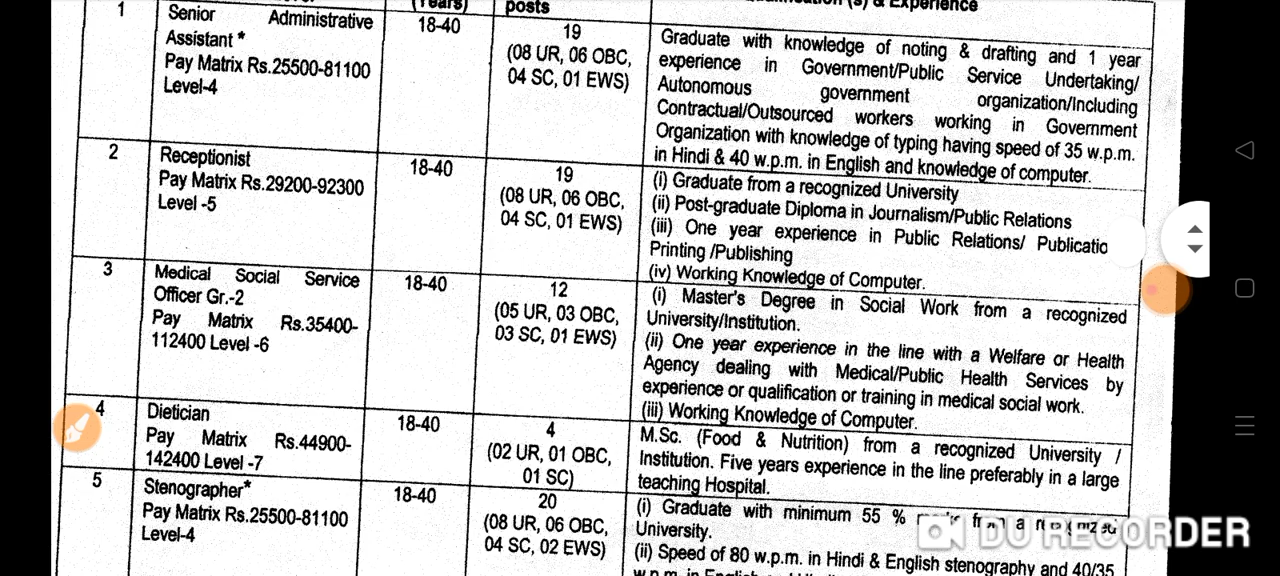 (Years)
posts
(s) & Experience
1
Senior Administrative
Assistant *
Pay Matrix Rs.25500-81100
Level-4
18-40
19
(08 UR, 06 OBC,
04 SC, 01 EWS)
Graduate with knowledge of noting & drafting and 1 year
experience in Government/Public Service Undertaking/
Autonomous government organization/Including
Contractual/Outsourced workers working in Government
Organization with knowledge of typing having speed of 35 w.p.m.
in Hindi & 40 w.p.m. in English and knowledge of computer.
2
Receptionist
Pay Matrix Rs.29200-92300
Level -5
18-40
19
(08 UR, 06 OBC,
04 SC, 01 EWS)
(i) Graduate from a recognized University
(ii) Post-graduate Diploma in Journalism/Public Relations
(iii) One year experience in Public Relations/ Publicatio
Printing /Publishing
(iv) Working Knowledge of Computer.
3
Medical Social Service
Officer Gr.-2
Pay Matrix Rs.35400-
112400 Level -6
18-40
12
(05 UR, 03 OBC,
03 SC, 01 EWS)
(i) Master's Degree in Social Work from a recognized
University/Institution.
(ii) One year experience in the line with a Welfare or Health
Agency dealing with Medical/Public Health Services by
experience or qualification or training in medical social work.
(iii) Working Knowledge of Computer.
4
Dietician
Pay Matrix Rs.44900-
142400 Level -7
18-40
4
(02 UR, 01 OBC,
01 SC)
M.Sc. (Food & Nutrition) from a recognized University /
Institution. Five years experience in the line preferably in a large
teaching Hospital.
5
Stenographer*
Pay Matrix Rs.25500-81100
Level-4
18-40
20
(08 UR, 06 OBC,
04 SC, 02 EWS)
(i) Graduate with minimum 55 % from a recognized
University.
(ii) Speed of 80 w.p.m. in Hindi & English stenography and 40/35
w.p.m. in English and
DU RECORDER